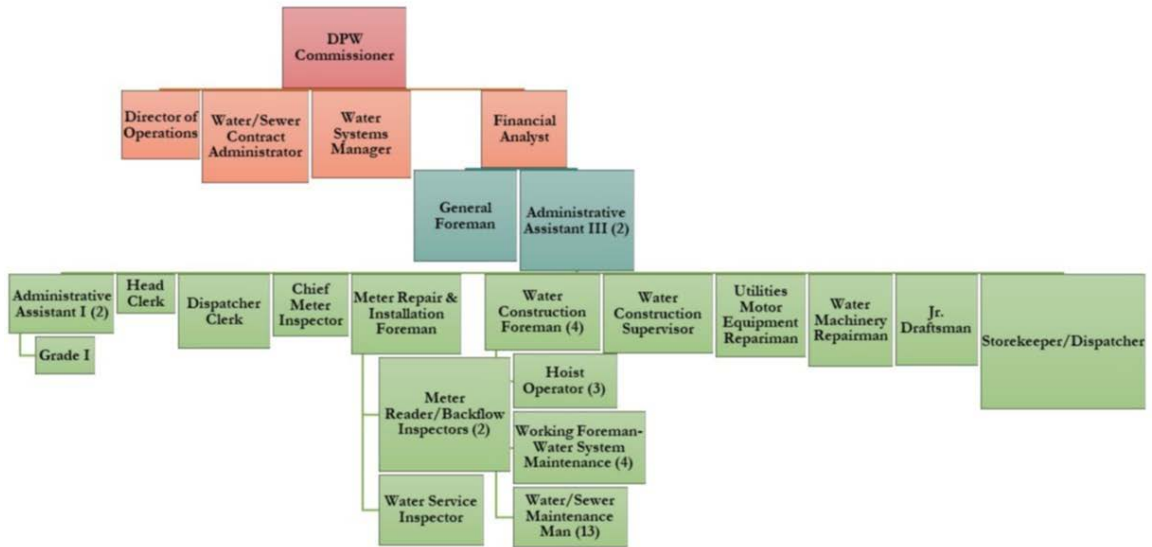 DPW
Commissioner
Director of
Operations
Water/Sewer
Contract
Administrator
Water
Systems
Manager
Financial
Analyst
General
Foreman
Administrative
Assistant III (2)
Administrative
Assistant I (2)
Head
Clerk
Dispatcher
Clerk
Chief
Meter
Inspector
Meter Repair &
Installation
Foreman
Water
Construction
Foreman (4)
Water
Construction
Supervisor
Utilities
Motor
Equipment
Repariman
Water
Machinery
Repairman
Jr.
Draftsman
Storekeeper/Dispatcher
Grade I
Meter
Reader/Backflow
Inspectors (2)
Water Service
Inspector
Hoist
Operator (3)
Working Foreman-
Water System
Maintenance (4)
Water/Sewer
Maintenance
Man (13)